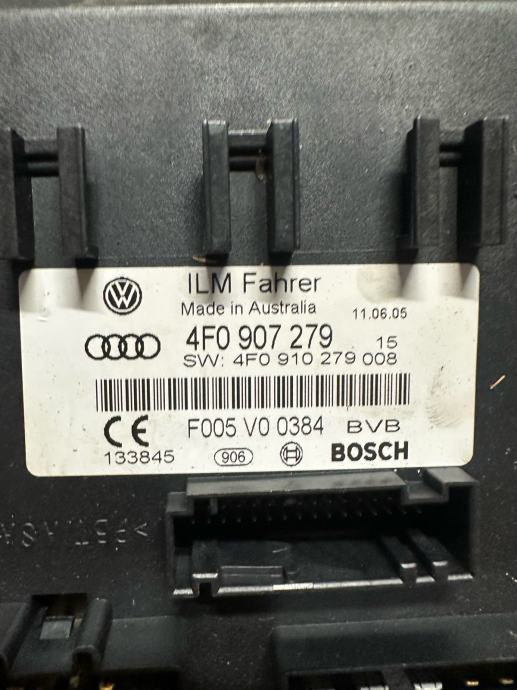 ILM Fahrer
Made in Australia 11.06.05
4F0 907 279 15
SW: 4F0 910 279 008
CE F005 V0 0384 BVB
133845 906 BOSCH